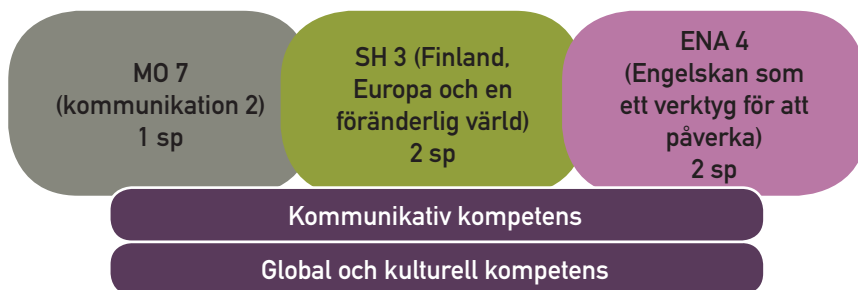 MO 7
(kommunikation 2)
1 sp
SH 3 (Finland,
Europa och en
föränderlig värld)
2 sp
ENA 4
(Engelskan som
ett verktyg för att
påverka)
2 sp
Kommunikativ kompetens
Global och kulturell kompetens